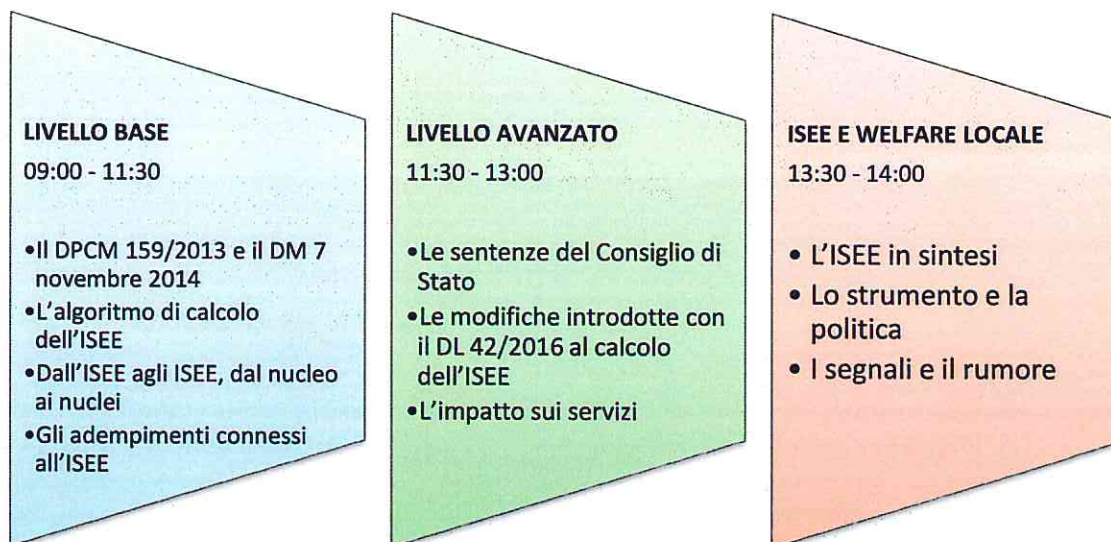 LIVELLO BASE
09:00 - 11:30
•Il DPCM 159/2013 e il DM 7
novembre 2014
•L'algoritmo di calcolo
dell'ISEE
•Dall'ISEE agli ISEE, dal nucleo
ai nuclei
•Gli adempimenti connessi
all'ISEE
LIVELLO AVANZATO
11:30 - 13:00
•Le sentenze del Consiglio di
Stato
•Le modifiche introdotte con
il DL 42/2016 al calcolo
dell'ISEE
•L'impatto sui servizi
ISEE E WELFARE LOCALE
13:30 - 14:00
• L'ISEE in sintesi
• Lo strumento e la
politica
• I segnali e il rumore